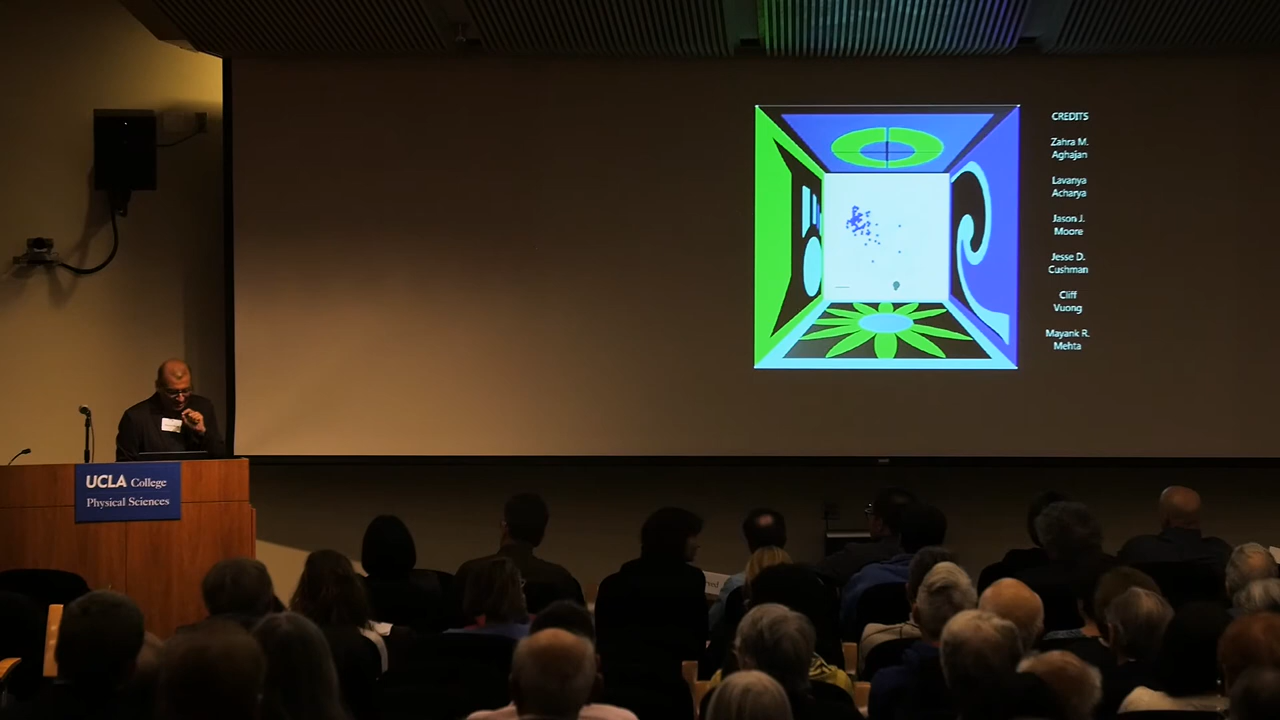 CREDITS
Zahra M.
Aghajan
Lavanya
Acharya
Jason J.
Moore
Jesse D.
Cushman
Cliff
Vuong
Mayank R.
Mehta
UCLA College
Physical Sciences